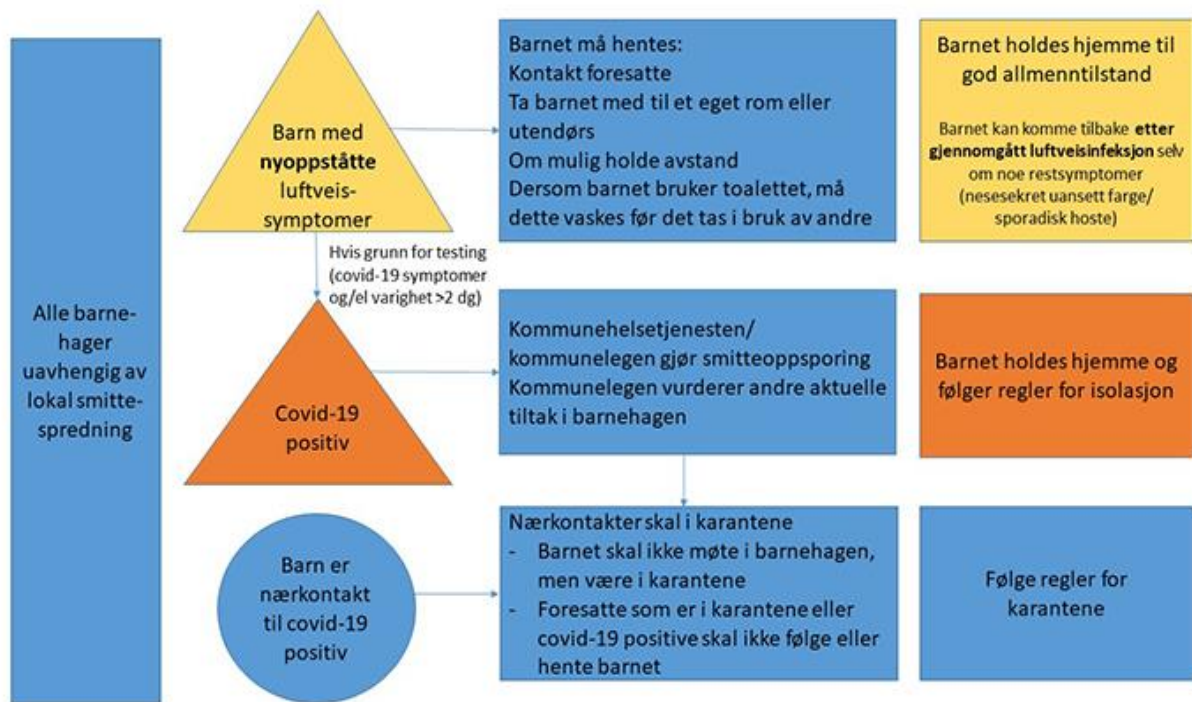 Alle barne-
hager
uavhengig av
lokal smitte-
spredning
Barn med
nyoppståtte
luftveis-
symptomer
Barnet må hentes:
Kontakt foresatte
Ta barnet med til et eget rom eller
utendørs
Om mulig holde avstand
Dersom barnet bruker toalettet, må
dette vaskes før det tas i bruk av andre
Barnet holdes hjemme til
god allmenntilstand
Barnet kan komme tilbake etter
gjennomgått luftveisinfeksjon selv
om noe restsymptomer
(nesesekret uansett farge/
sporadisk hoste)
Hvis grunn for testing
(covid-19 symptomer
og/el varighet >2 dg)
Covid-19
positiv
Kommunehelsetjenesten/
kommunelegen gjør smitteoppsporing
Kommunelegen vurderer andre aktuelle
tiltak i barnehagen
Barnet holdes hjemme og
følger regler for isolasjon
Barn er
nærkontakt
til covid-19
positiv
Nærkontakter skal i karantene
- Barnet skal ikke møte i barnehagen,
men være i karantene
- Foresatte som er i karantene eller
covid-19 positive skal ikke følge eller
hente barnet
Følge regler for
karantene